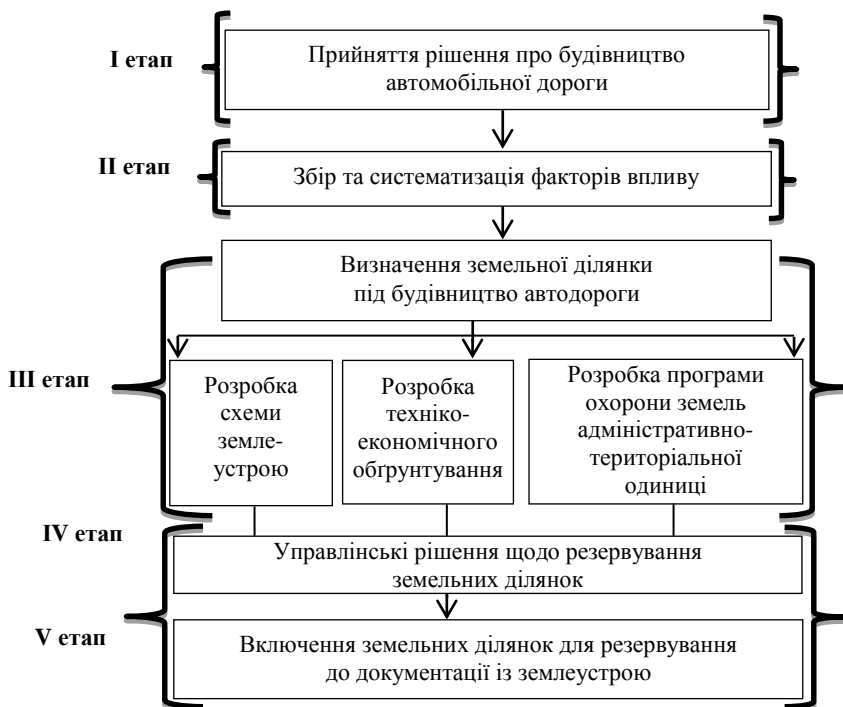 I етап
Прийняття рішення про будівництво
автомобільної дороги
II етап
Збір та систематизація факторів впливу
Визначення земельної ділянки
під будівництво автодороги
III етап
Розробка
схеми
земле-
устрою
Розробка
техніко-
економічного
обґрунтування
Розробка програми
охорони земель
адміністративно-
територіальної
одиниці
IV етап
Управлінські рішення щодо резервування
земельних ділянок
V етап
Включення земельних ділянок для резервування
до документації із землеустрою